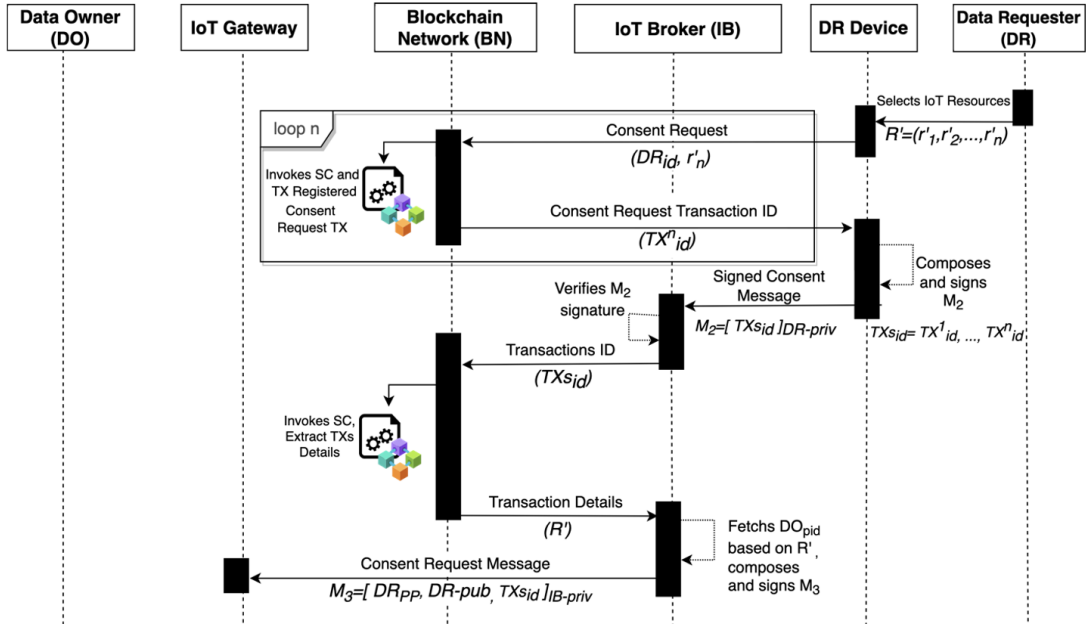 Data Owner
(DO)
IoT Gateway
Blockchain
Network (BN)
IoT Broker (IB)
DR Device
Data Requester
(DR)
Selects IoT Resources
R'=(r'1,r'2,...,r'n)
loop n
Consent Request
(DRid, r'n)
Invokes SC and
TX Registered
Consent
Request TX
Consent Request Transaction ID
(TXnid)
Composes
and signs
M2
Signed Consent
Message
Verifies M2
signature
M2=[ TXsid ]DR-priv
TXsid= TX1id, ..., TXnid
Transactions ID
(TXsid)
Invokes SC,
Extract TXs
Details
Transaction Details
(R')
Fetchs DOpid
based on R',
composes
and signs M3
Consent Request Message
M3=[ DRPP, DR-pub, TXsid ]IB-priv